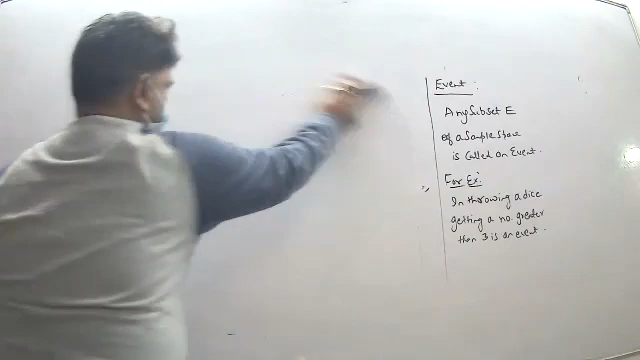 Event :
Any Subset E
of a Sample Space
is called an Event.
For Ex:
In throwing a dice
getting a no. greater
than 3 is an event.